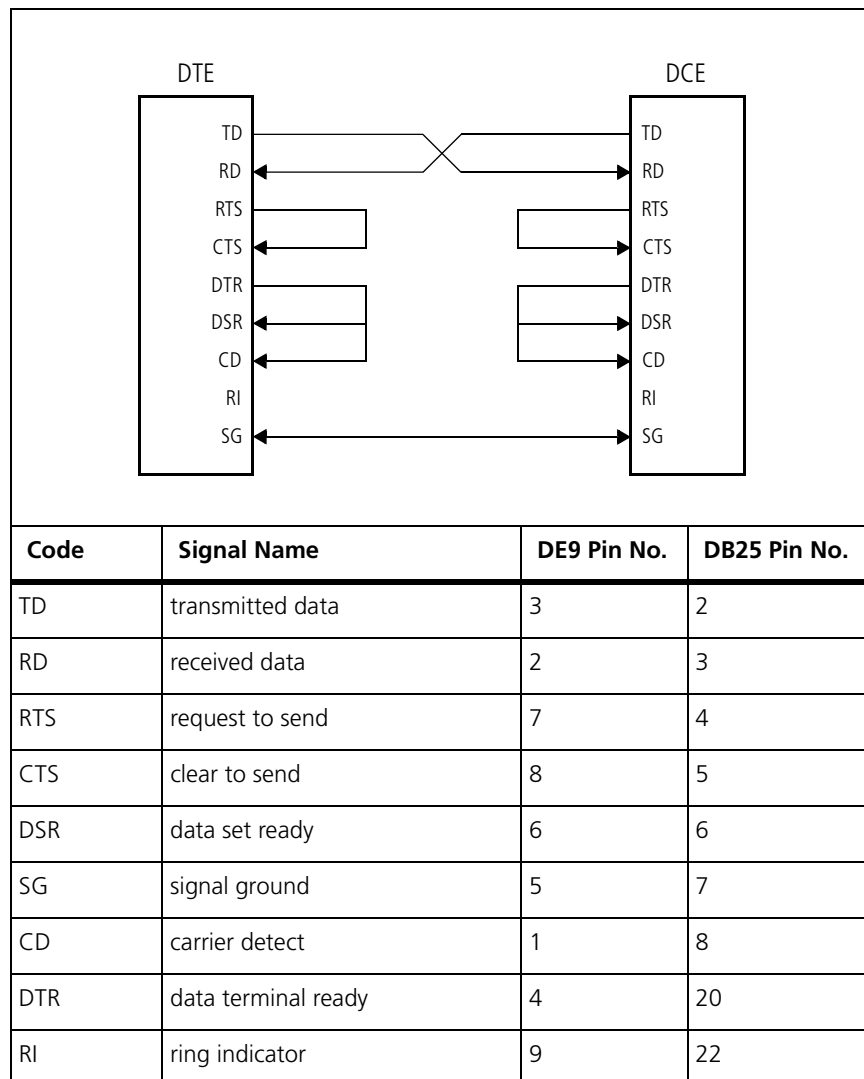 DTE DCE
TD TD
RD RD
RTS RTS
CTS CTS
DTR DTR
DSR DSR
CD CD
RI RI
SG SG
Code Signal Name DE9 Pin No. DB25 Pin No.
TD transmitted data 3 2
RD received data 2 3
RTS request to send 7 4
CTS clear to send 8 5
DSR data set ready 6 6
SG signal ground 5 7
CD carrier detect 1 8
DTR data terminal ready 4 20
RI ring indicator 9 22